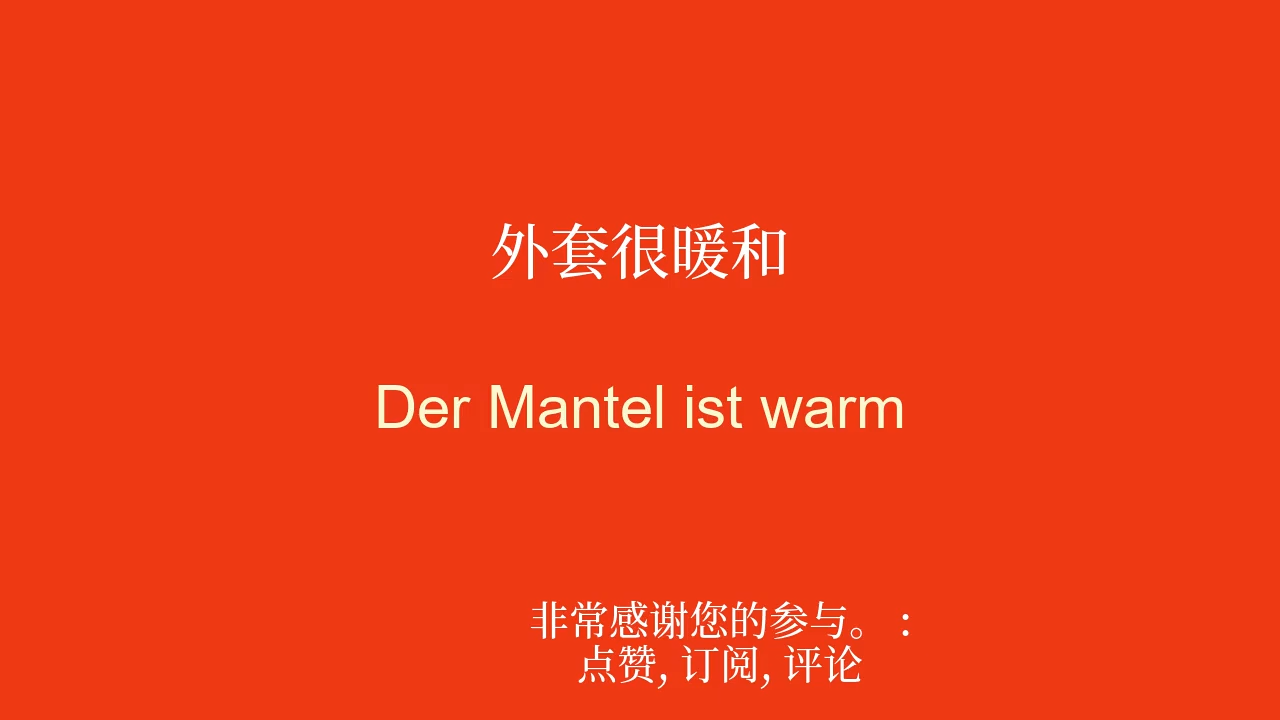 外套很暖和
Der Mantel ist warm
非常感谢您的参与。 :
点赞, 订阅, 评论